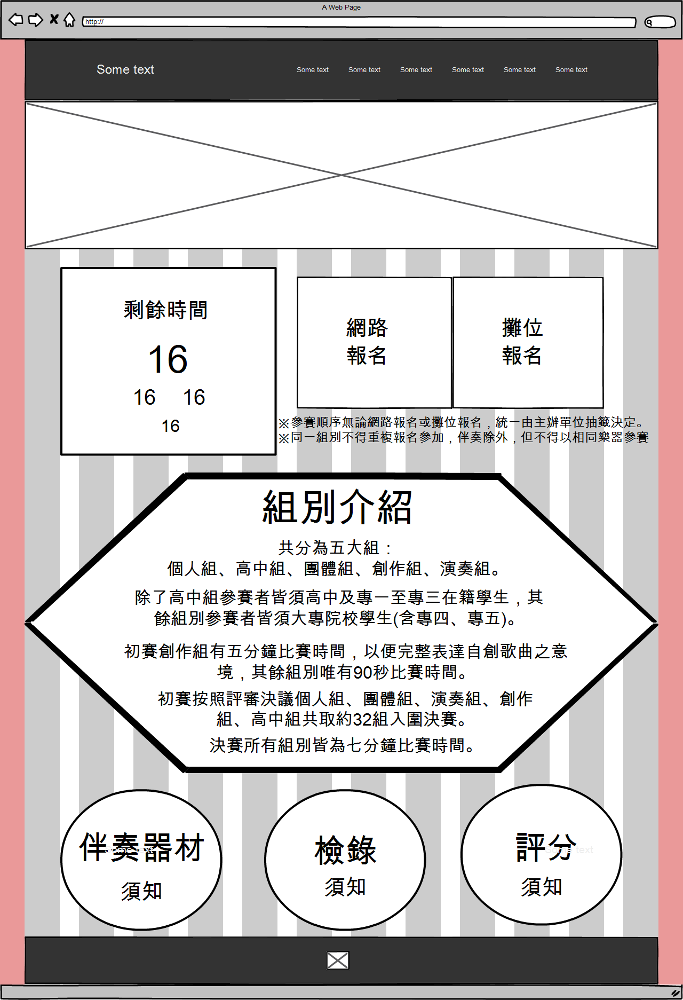 A Web Page
http://
Some text
Some text
Some text
Some text
Some text
Some text
Some text
剩餘時間
16
16 16
16
網路
報名
攤位
報名
※參賽順序無論網路報名或攤位報名，統一由主辦單位抽籤決定。
※同一組別不得重複報名參加，伴奏除外，但不得以相同樂器參賽
組別介紹
共分為五大組：
個人組、高中組、團體組、創作組、演奏組。
除了高中組參賽者皆須高中及專一至專三在籍學生，其
餘組別參賽者皆須大專院校學生(含專四、專五)。
初賽創作組有五分鐘比賽時間，以便完整表達自創歌曲之意
境，其餘組別唯有90秒比賽時間。
初賽按照評審決議個人組、團體組、演奏組、創作
組、高中組共取約32組入圍決賽。
決賽所有組別皆為七分鐘比賽時間。
伴奏器材
Some text
須知
檢錄
須知
評分
Some text
須知